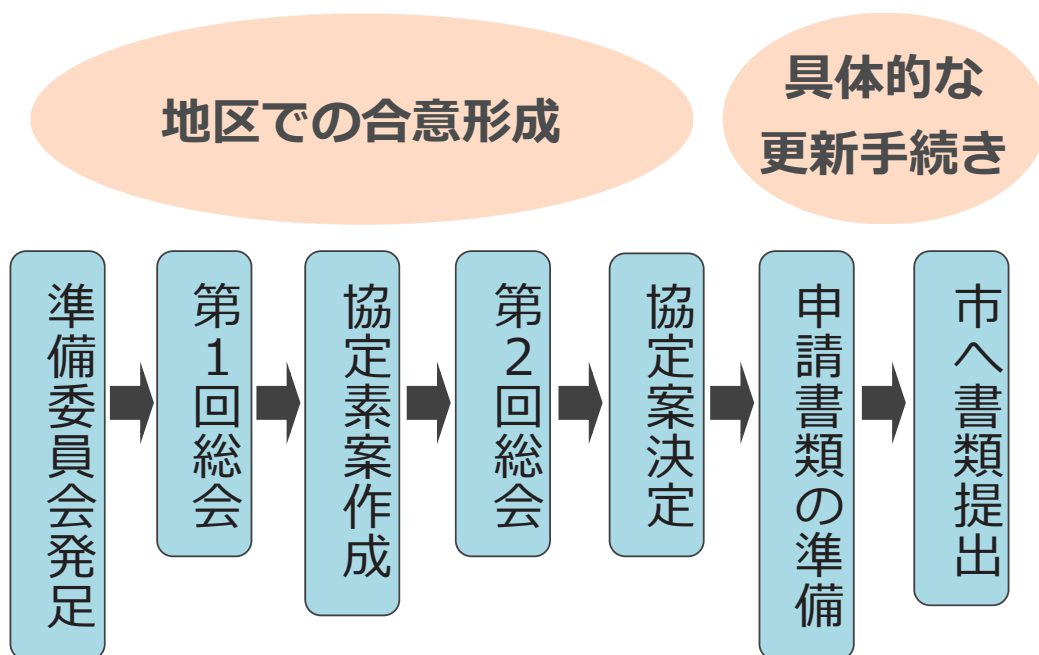 地区での合意形成
具体的な
更新手続き
準備委員会発足
第1回総会
協定素案作成
第2回総会
協定案決定
申請書類の準備
市へ書類提出